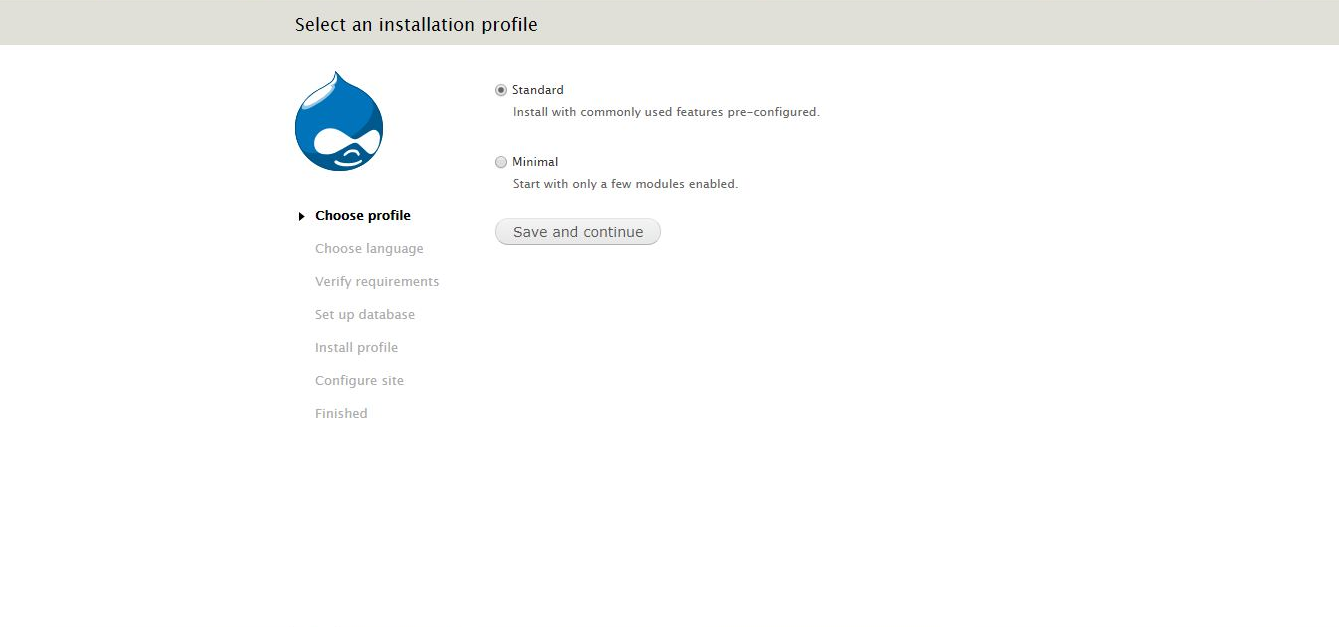 Select an installation profile
Standard
Install with commonly used features pre-configured.
Minimal
Start with only a few modules enabled.
Save and continue
Choose profile
Choose language
Verify requirements
Set up database
Install profile
Configure site
Finished